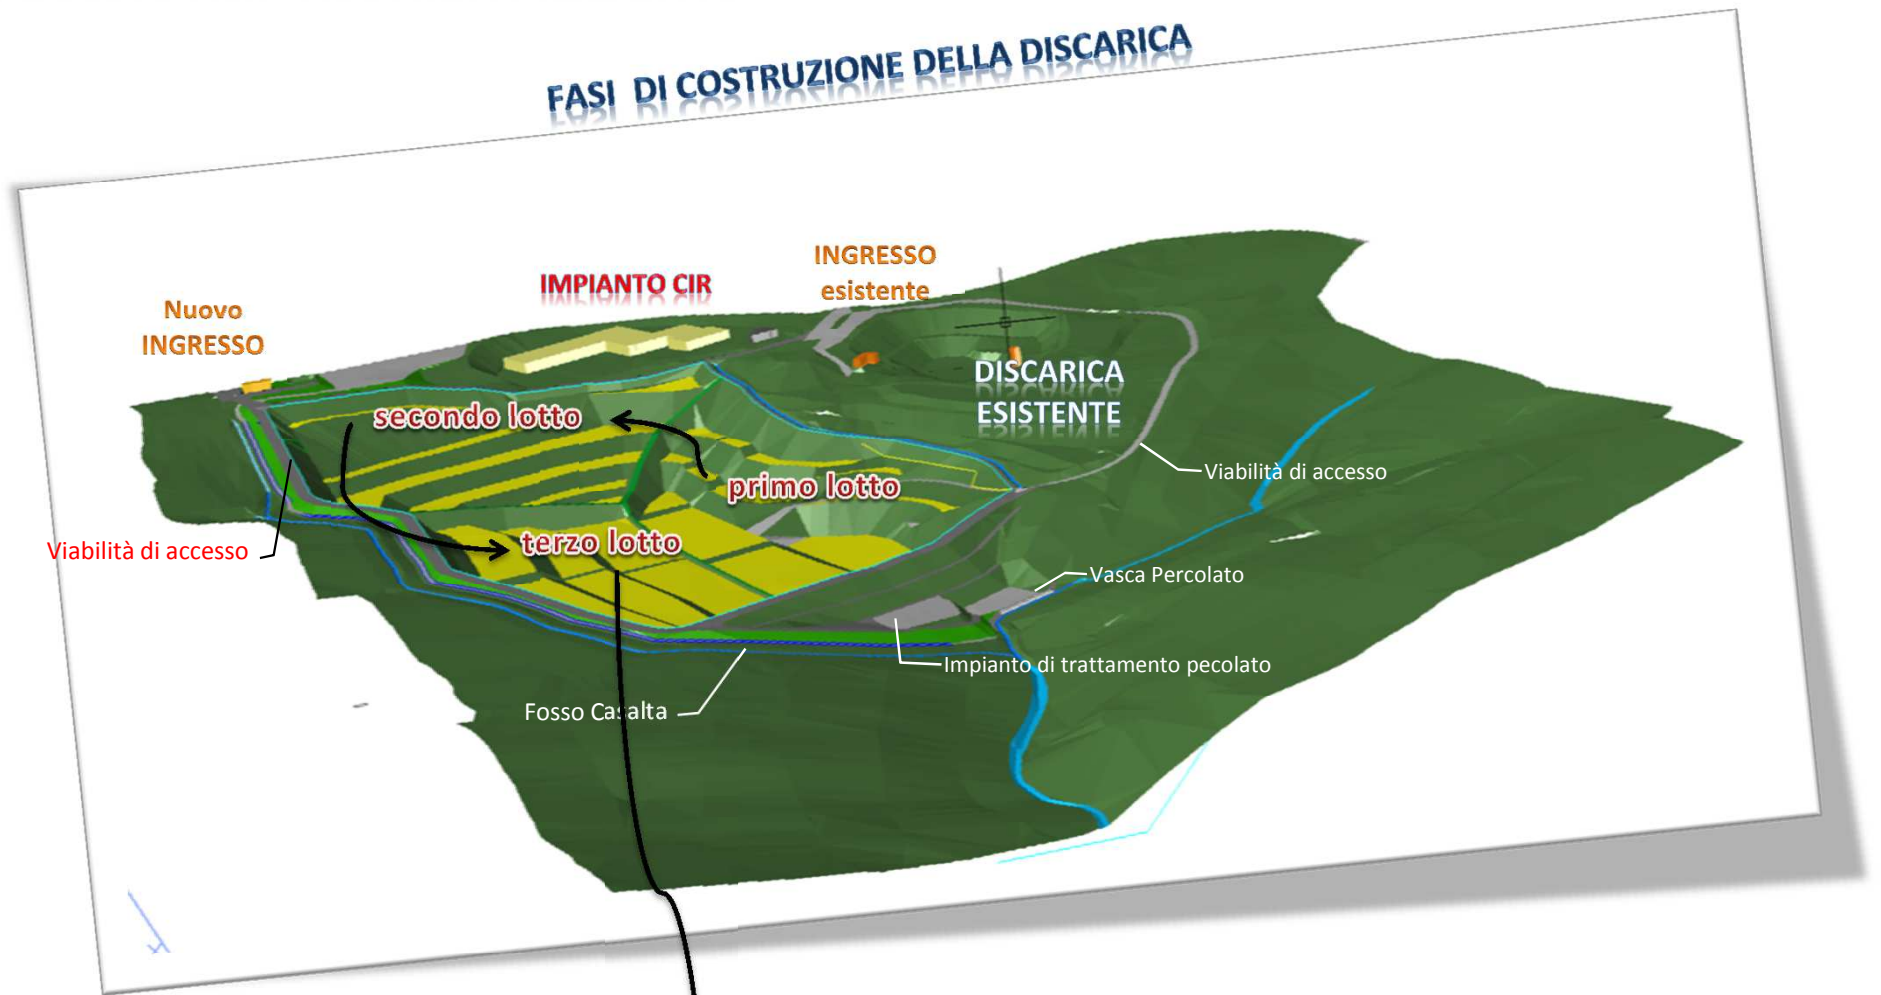 FASI DI COSTRUZIONE DELLA DISCARICA
INGRESSO
esistente
IMPIANTO CIR
Nuovo
INGRESSO
DISCARICA
ESISTENTE
secondo lotto
primo lotto
Viabilità di accesso
terzo lotto
Viabilità di accesso
Vasca Percolato
Impianto di trattamento pecolato
Fosso Casalta